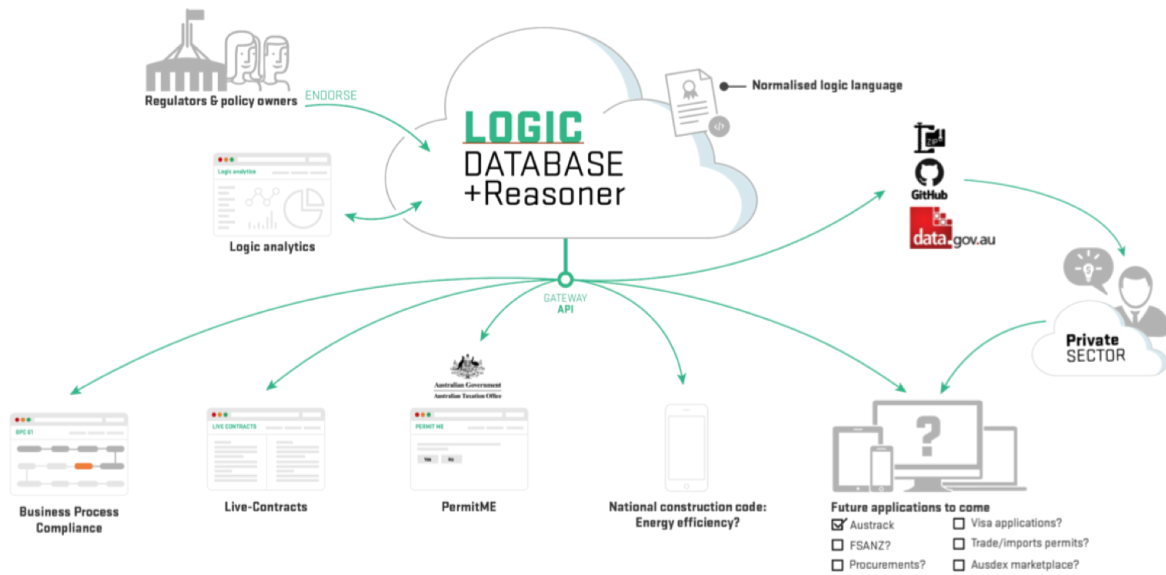 Regulators & policy owners
ENDORSE
Normalised logic language
LOGIC
DATABASE
+Reasoner
Logic analytics
Logic analytics
ZIP
GitHub
data.gov.au
GATEWAY
API
Private
SECTOR
Australian Government
Australian Taxation Office
BPC 01
LIVE CONTRACTS
PERMIT ME
Yes
No
?
Business Process
Compliance
Live-Contracts
PermitME
National construction code:
Energy efficiency?
Future applications to come
Austrack
FSANZ?
Procurements?
Visa applications?
Trade/imports permits?
Ausdex marketplace?